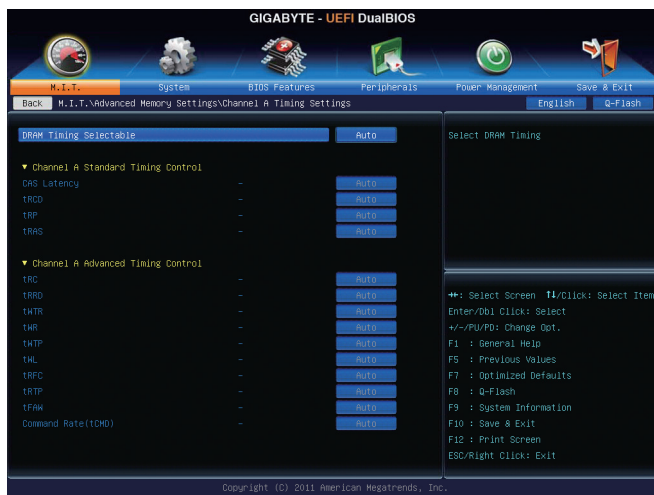 GIGABYTE - UEFI DualBIOS
M.I.T. System BIOS Features Peripherals Power Management Save & Exit
Back M.I.T.\Advanced Memory Settings\Channel A Timing Settings English Q-Flash
DRAM Timing Selectable Auto
▼ Channel A Standard Timing Control
CAS Latency - Auto
tRCD - Auto
tRP - Auto
tRAS - Auto
▼ Channel A Advanced Timing Control
tRC - Auto
tRRD - Auto
tWTR - Auto
tWR - Auto
tWTP - Auto
tWL - Auto
tRFC - Auto
tRTP - Auto
tFAW - Auto
Command Rate(tCMD) - Auto
Select DRAM Timing
→←: Select Screen ↑↓/Click: Select Item
Enter/Dbl Click: Select
+/-/PU/PD: Change Opt.
F1 : General Help
F5 : Previous Values
F7 : Optimized Defaults
F8 : Q-Flash
F9 : System Information
F10 : Save & Exit
F12 : Print Screen
ESC/Right Click: Exit
Copyright (C) 2011 American Megatrends, Inc.